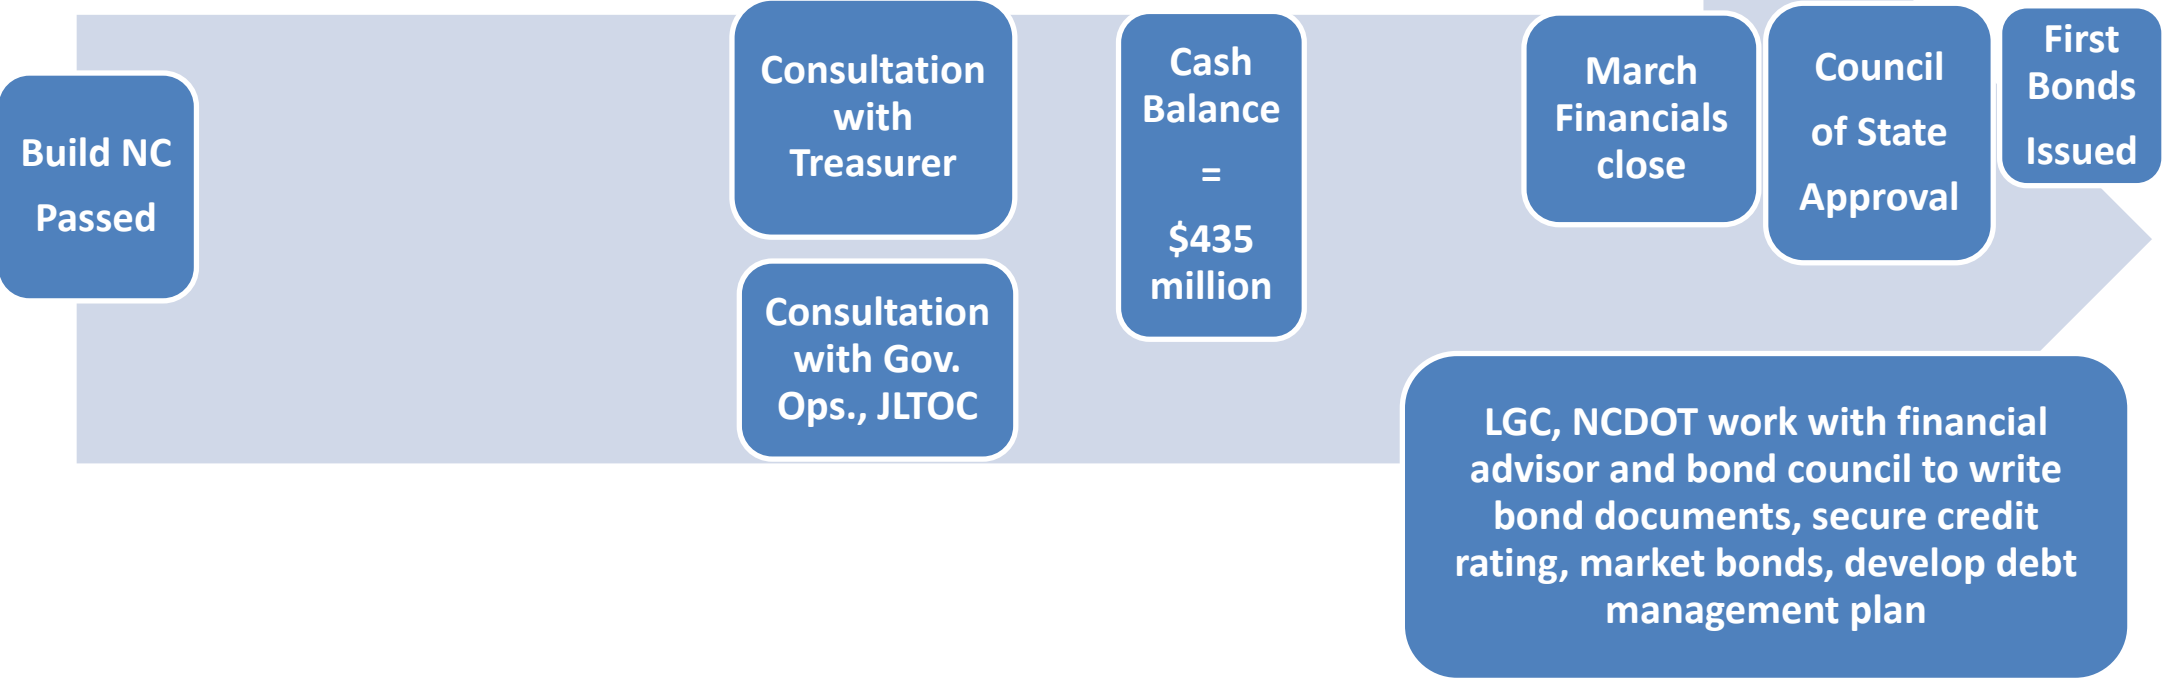 Build NC
Passed
Consultation
with
Treasurer
Consultation
with Gov.
Ops., JLTOC
Cash
Balance
=
$435
million
March
Financials
close
Council
of State
Approval
First
Bonds
Issued
LGC, NCDOT work with financial
advisor and bond council to write
bond documents, secure credit
rating, market bonds, develop debt
management plan